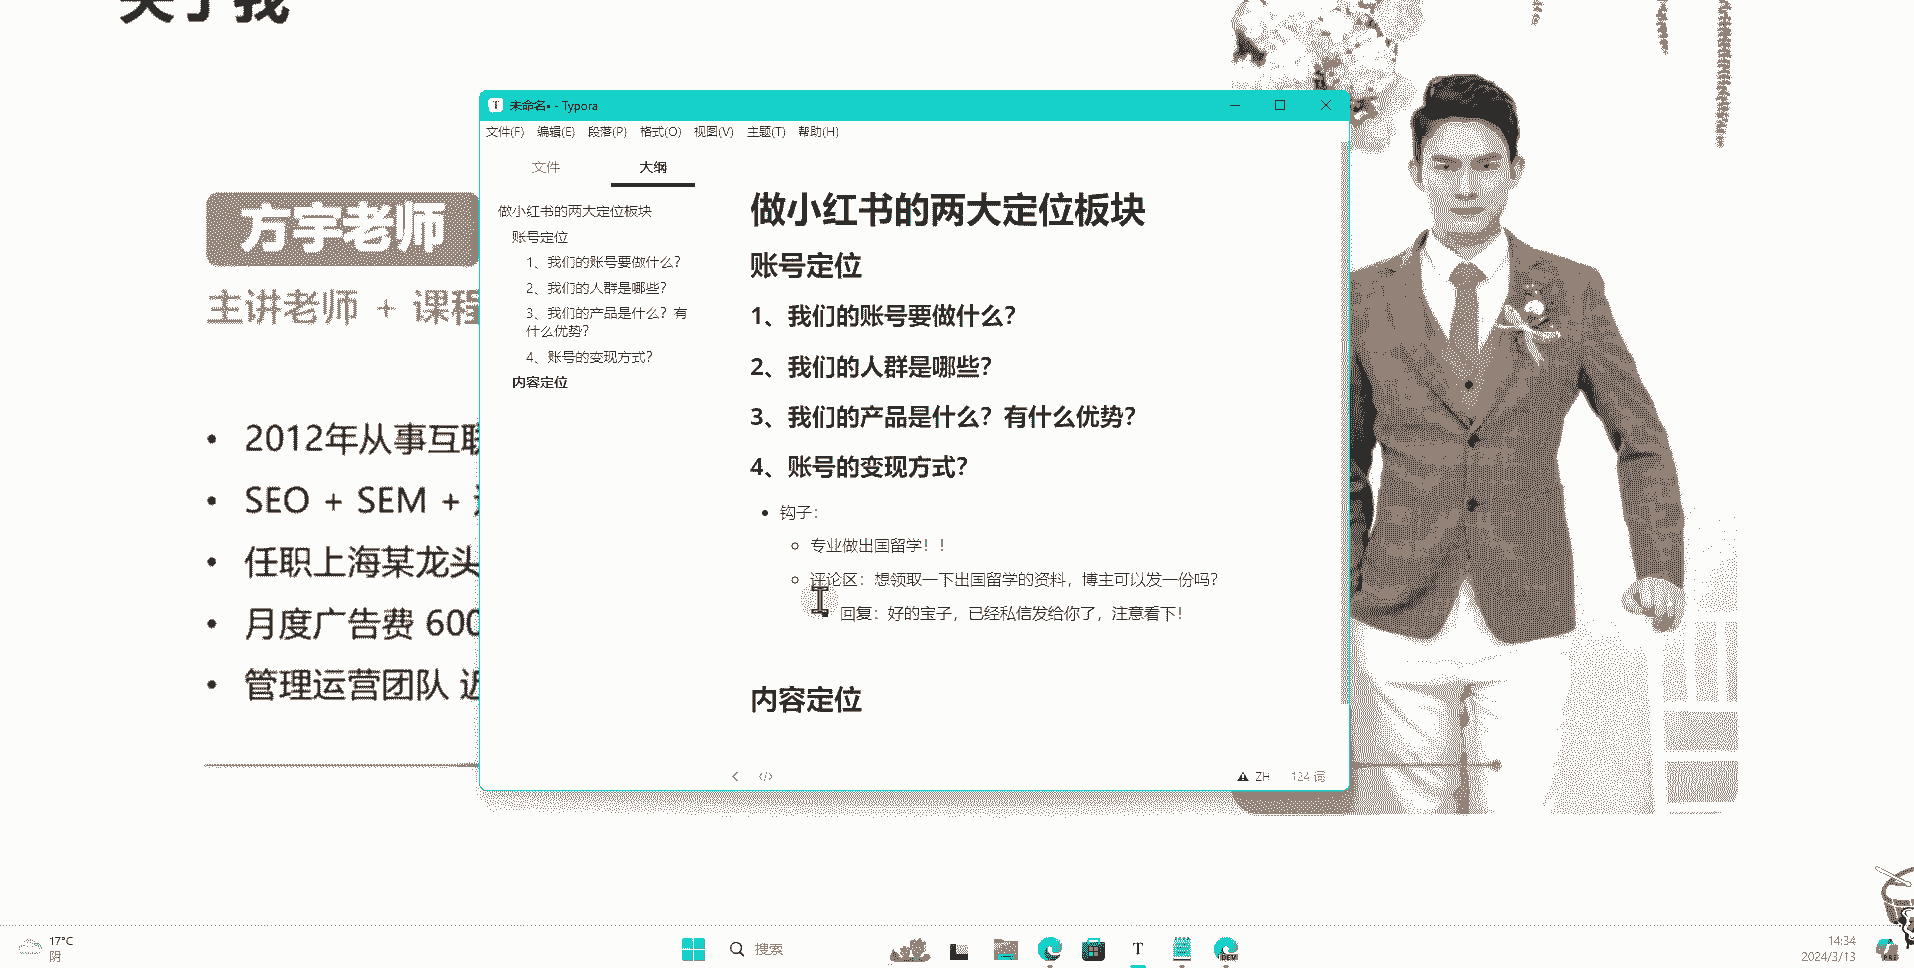 关于我
方宇老师
主讲老师 + 课程
2012年从事互联
SEO + SEM +
任职上海某龙头
月度广告费 600
管理运营团队 近
未命名• - Typora
文件(F) 编辑(E) 段落(P) 格式(O) 视图(V) 主题(T) 帮助(H)
文件 大纲
做小红书的两大定位板块
账号定位
1、我们的账号要做什么？
2、我们的人群是哪些？
3、我们的产品是什么？有
什么优势？
4、账号的变现方式？
内容定位
做小红书的两大定位板块
账号定位
1、我们的账号要做什么？
2、我们的人群是哪些？
3、我们的产品是什么？有什么优势？
4、账号的变现方式？
钩子：
专业做出国留学！！
评论区：想领取一下出国留学的资料，博主可以发一份吗？
回复：好的宝子，已经私信发给你了，注意看下！
内容定位
ZH 124 词
17°C
阴
搜索
14:34
2024/3/13